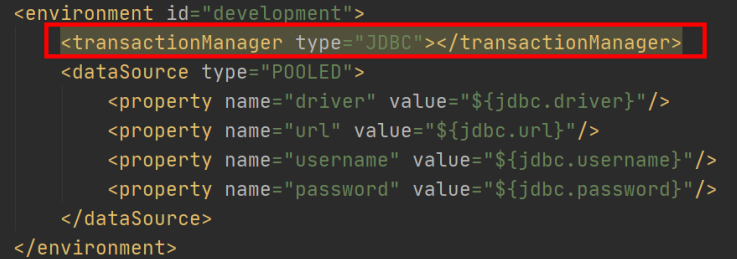 <environment id="development">
<transactionManager type="JDBC"></transactionManager>
<dataSource type="POOLED">
<property name="driver" value="${jdbc.driver}"/>
<property name="url" value="${jdbc.url}"/>
<property name="username" value="${jdbc.username}"/>
<property name="password" value="${jdbc.password}"/>
</dataSource>
</environment>